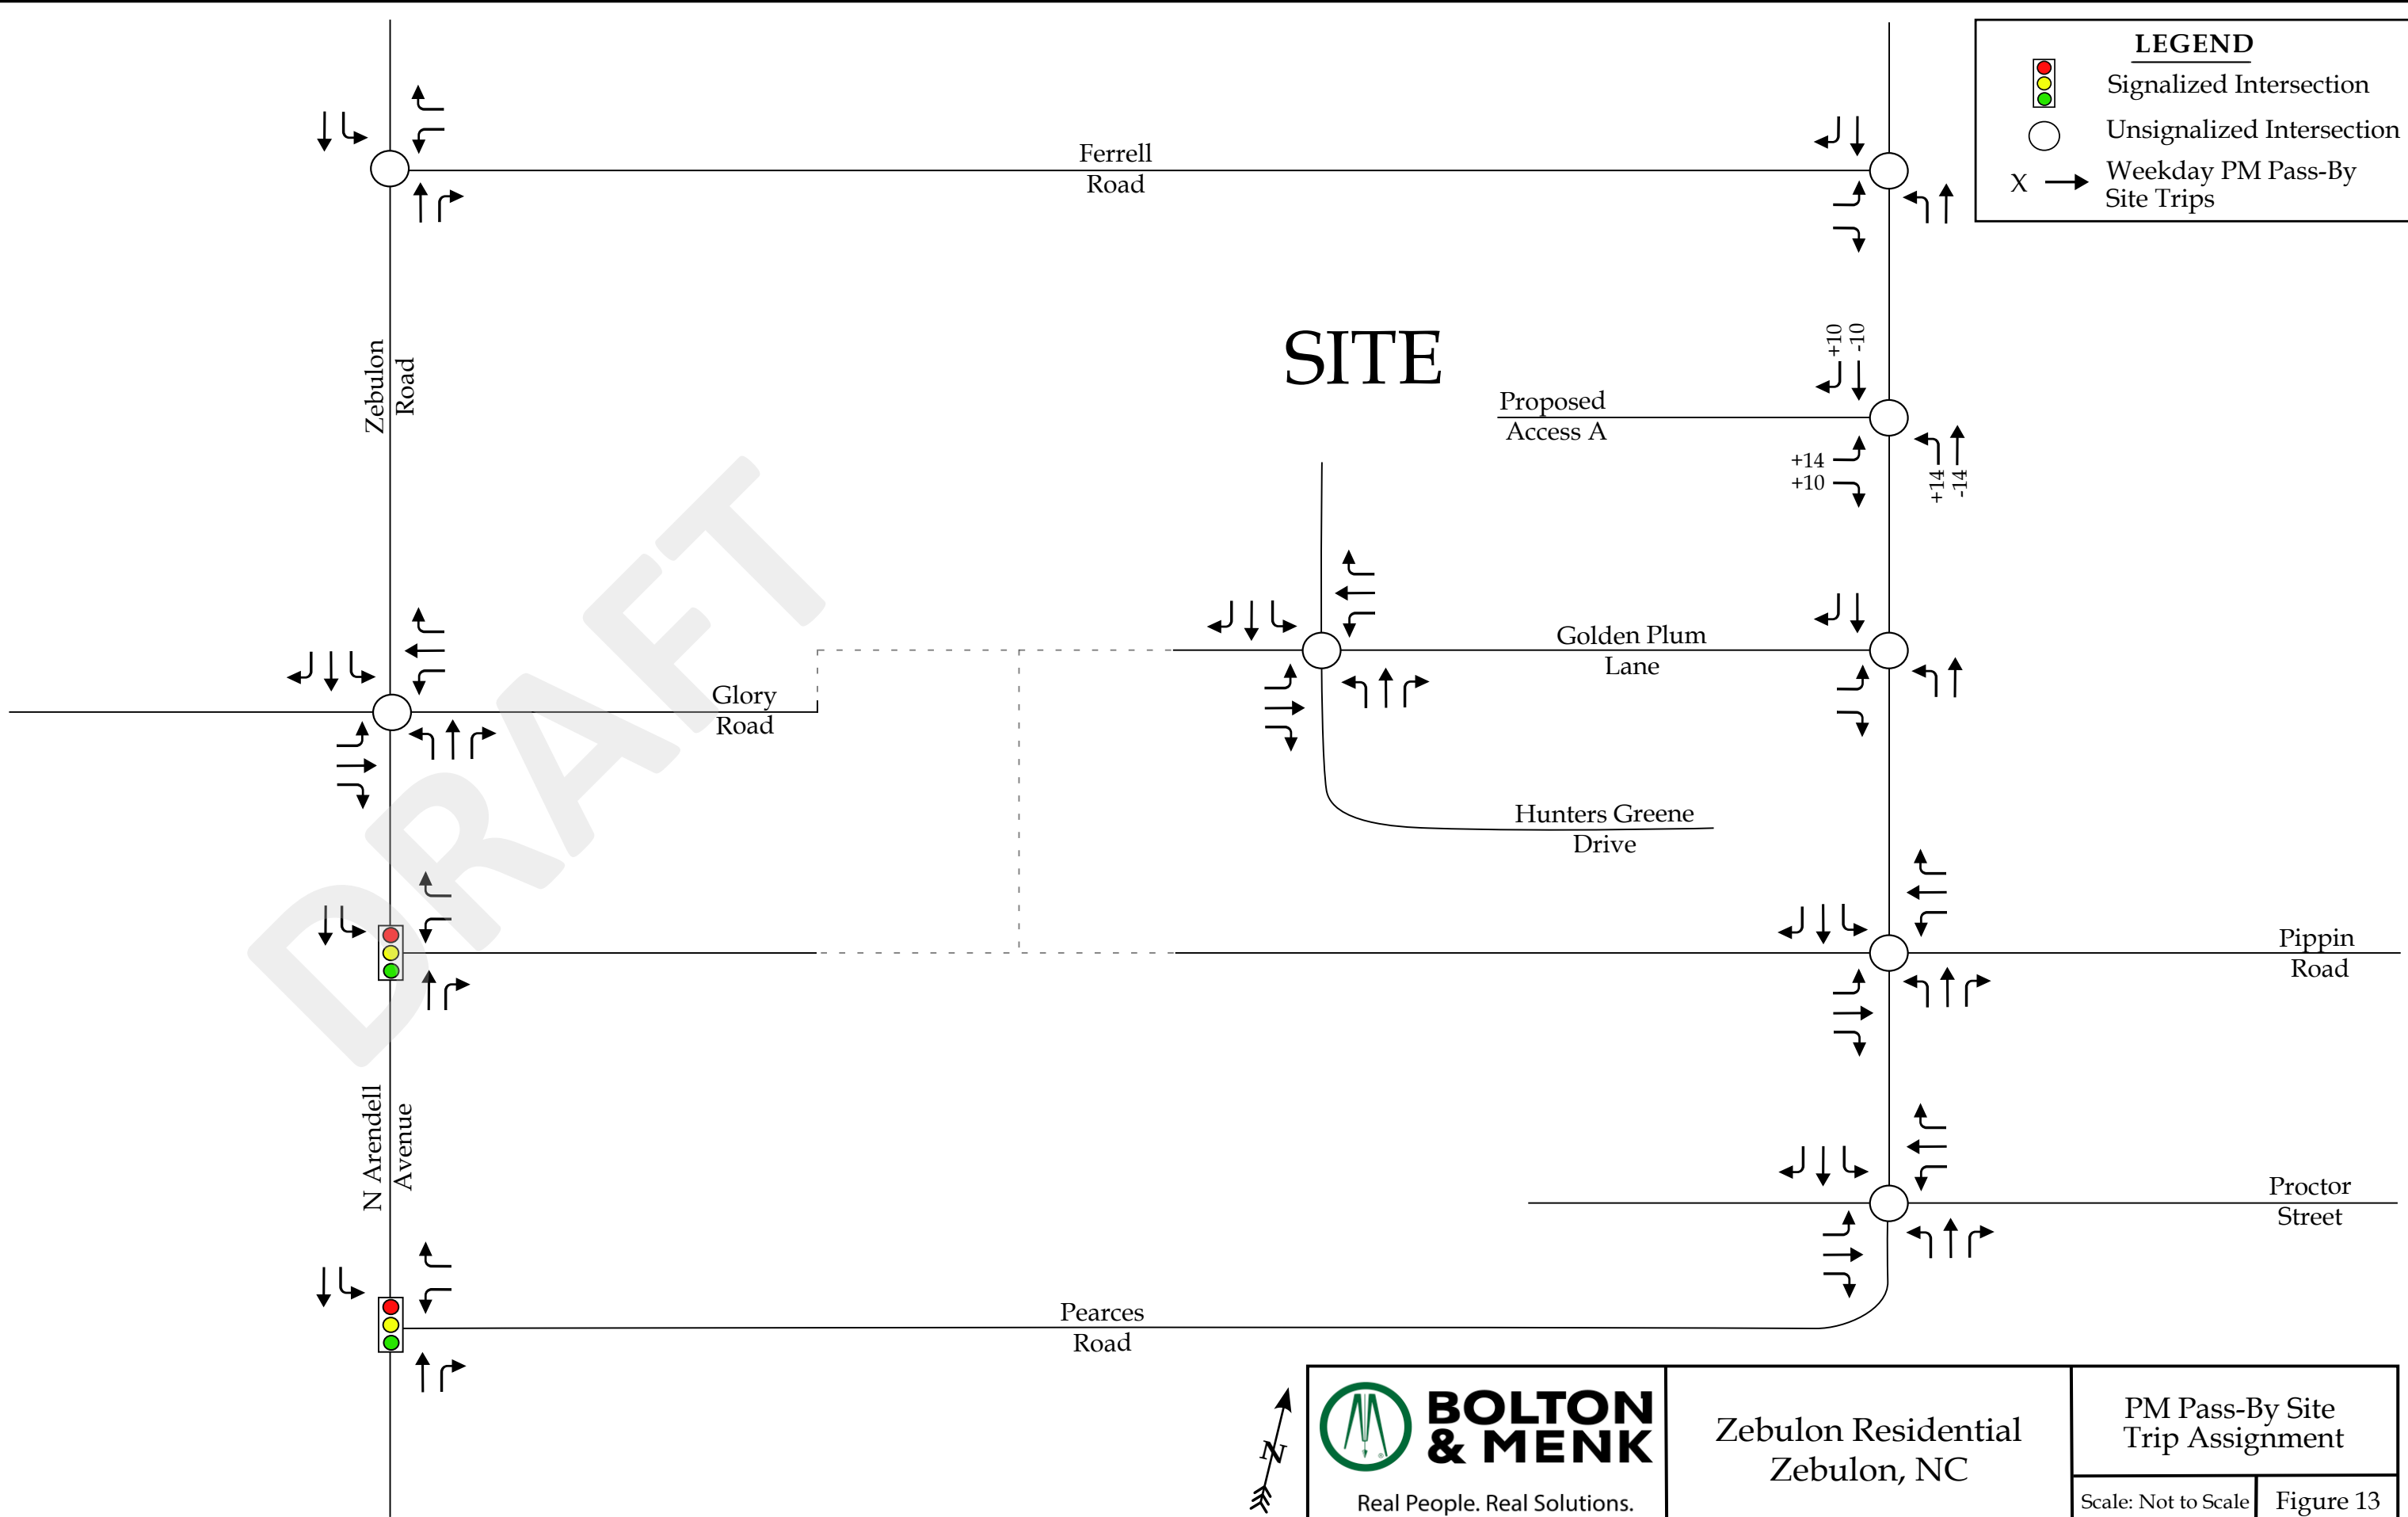 LEGEND
Signalized Intersection
Unsignalized Intersection
X
Weekday PM Pass-By
Site Trips
Ferrell
Road
Zebulon
Road
SITE
+10
-10
Proposed
Access A
+14
+10
+14
-14
Golden Plum
Lane
Glory
Road
Hunters Greene
Drive
DRAFT
Pippin
Road
N Arendell
Avenue
Proctor
Street
Pearces
Road
N
BOLTON
& MENK
Real People. Real Solutions.
Zebulon Residential
Zebulon, NC
PM Pass-By Site
Trip Assignment
Scale: Not to Scale
Figure 13